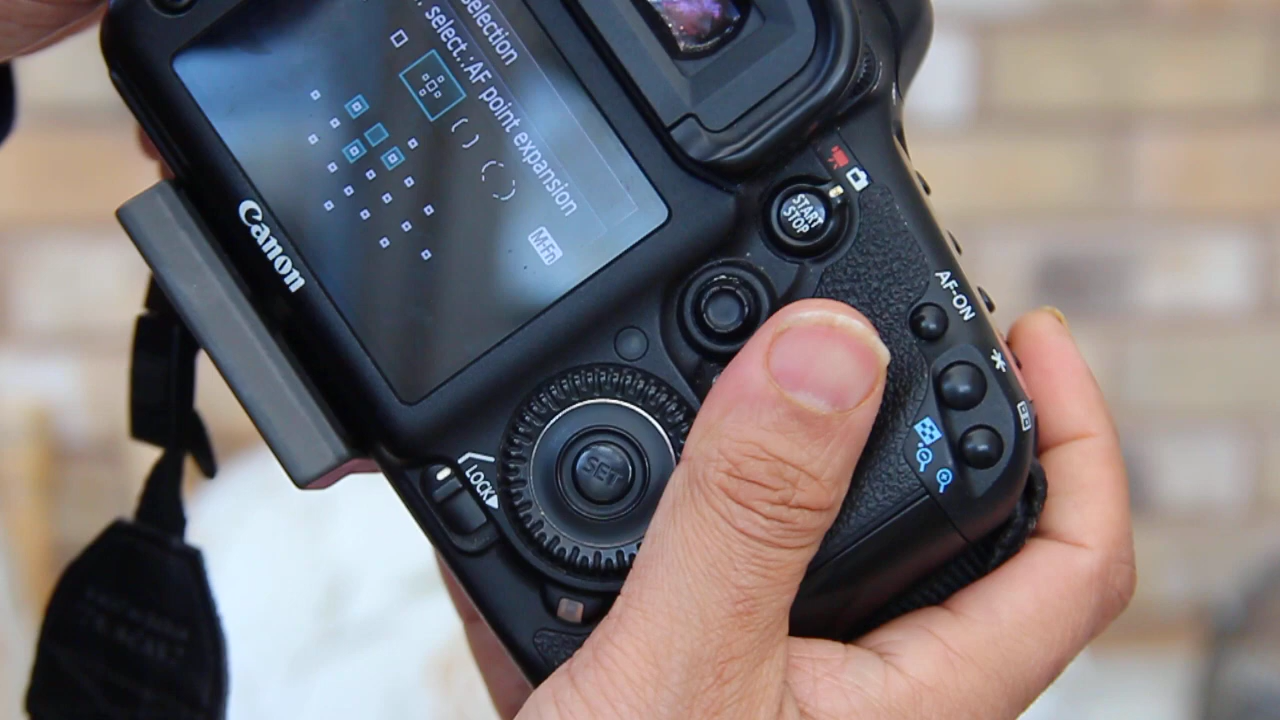 selection
select.:AF point expansion
M-Fn
Canon
START
STOP
AF-ON
SET
LOCK